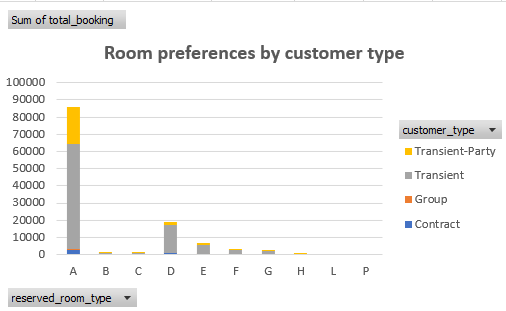 Sum of total_booking
Room preferences by customer type
100000
90000
80000
70000
60000
50000
40000
30000
20000
10000
0
A B C D E F G H L P
customer_type
Transient-Party
Transient
Group
Contract
reserved_room_type